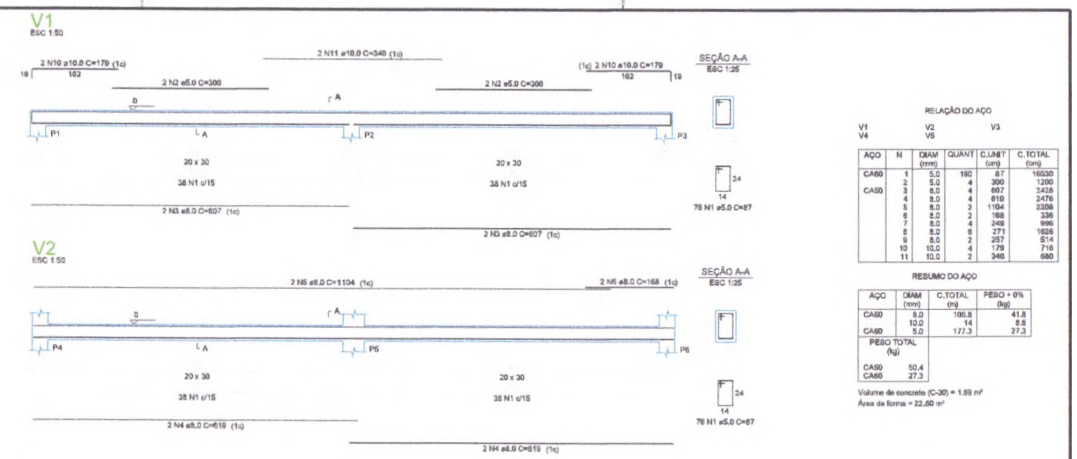 V1
ESC 1:50
2 N10 ø10.0 C=179 (1c)
19
162
2 N11 ø10.0 C=340 (1c)
(1c) 2 N10 ø10.0 C=179
162
19
2 N2 ø5.0 C=300
2 N2 ø5.0 C=300
0
A
A
P1
P2
P3
20 x 30
20 x 30
38 N1 c/15
38 N1 c/15
2 N3 ø8.0 C=607 (1c)
2 N3 ø8.0 C=607 (1c)
SEÇÃO A-A
ESC 1:25
24
14
76 N1 ø5.0 C=87
V2
ESC 1:50
2 N5 ø8.0 C=1104 (1c)
2 N6 ø8.0 C=168 (1c)
0
A
A
P4
P5
P6
20 x 30
20 x 30
38 N1 c/15
38 N1 c/15
2 N4 ø8.0 C=619 (1c)
2 N4 ø8.0 C=619 (1c)
SEÇÃO A-A
ESC 1:25
24
14
76 N1 ø5.0 C=87
RELAÇÃO DO AÇO
V1 V2 V3
V4 V5
AÇO N DIAM (mm) QUANT C.UNIT (cm) C.TOTAL (cm)
CA60 1 5.0 190 87 16530
2 5.0 4 300 1200
CA50 3 8.0 4 607 2428
4 8.0 4 619 2476
5 8.0 2 1104 2208
6 8.0 2 168 336
7 8.0 4 249 996
8 8.0 6 271 1626
9 8.0 2 257 514
10 10.0 4 179 716
11 10.0 2 340 680
RESUMO DO AÇO
AÇO DIAM (mm) C.TOTAL (m) PESO + 0% (kg)
CA50 8.0 105.8 41.8
10.0 14 8.6
CA60 5.0 177.3 27.3
PESO TOTAL
(kg)
CA50 50.4
CA60 27.3
Volume de concreto (C-30) = 1.69 m³
Área de forma = 22.50 m²